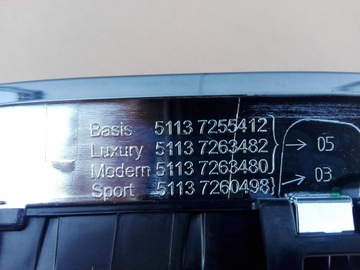 Basis 5113 7255412
Luxury 5113 7263482 → 05
Modern 5113 7263480
Sport 5113 7260498 → 03